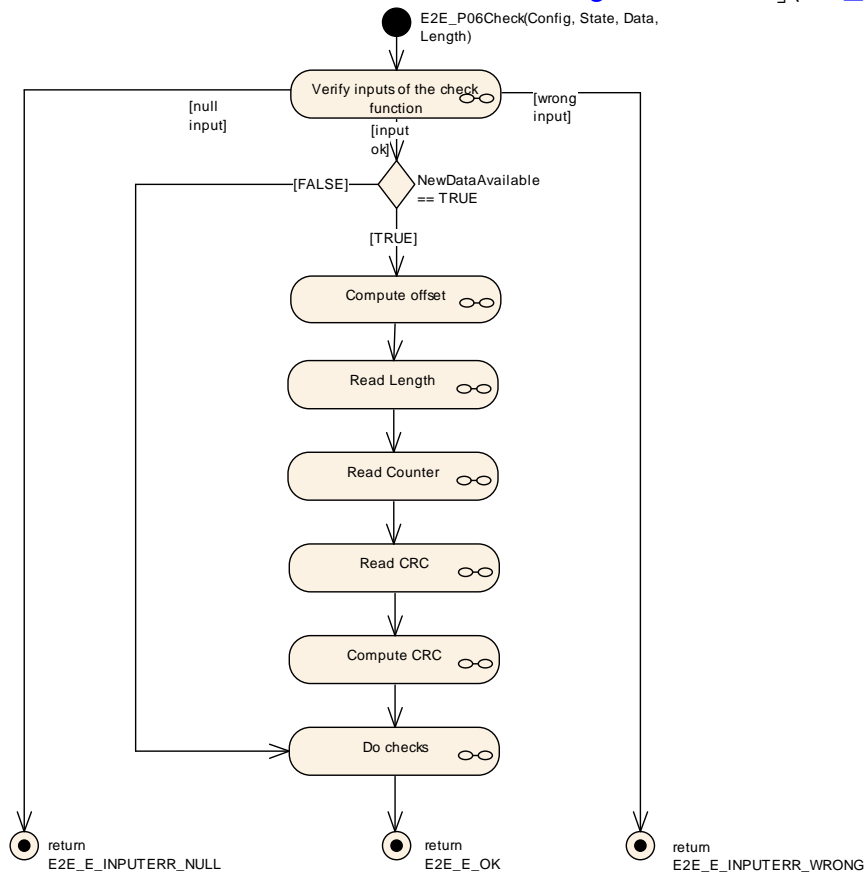 E2E_P06Check(Config, State, Data,
Length)
Verify inputs of the check
function
[null
input]
[wrong
input]
[input
ok]
[FALSE]
NewDataAvailable
== TRUE
[TRUE]
Compute offset
Read Length
Read Counter
Read CRC
Compute CRC
Do checks
return
E2E_E_INPUTERR_NULL
return
E2E_E_OK
return
E2E_E_INPUTERR_WRONG